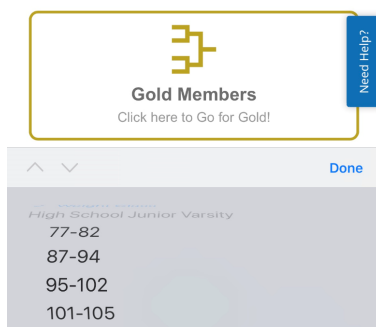 Need Help?
Gold Members
Click here to Go for Gold!
Done
High School Junior Varsity
77-82
87-94
95-102
101-105